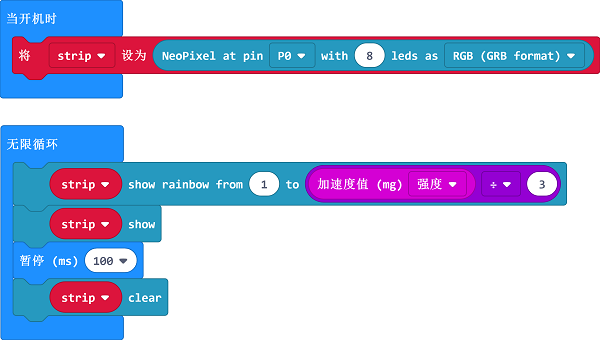 当开机时
将 strip 设为 NeoPixel at pin P0 with 8 leds as RGB (GRB format)
无限循环
strip show rainbow from 1 to 加速度值 (mg) 强度 ÷ 3
strip show
暂停 (ms) 100
strip clear